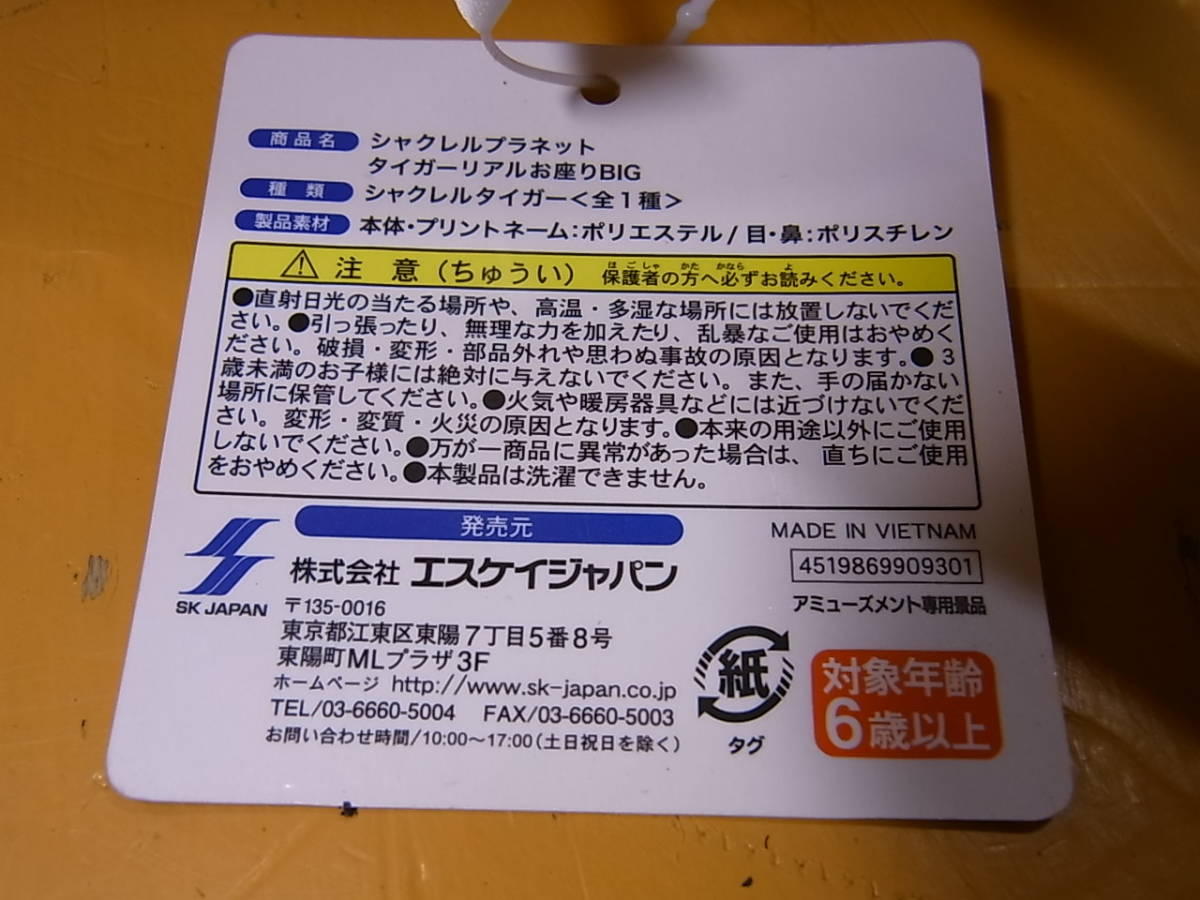 商品名 シャクレルプラネット
タイガーリアルお座りBIG
種類 シャクレルタイガー＜全1種＞
製品素材 本体・プリントネーム：ポリエステル/目・鼻：ポリスチレン
注意（ちゅうい） 保護者の方へ必ずお読みください。
ほごしゃ かた かなら よ
●直射日光の当たる場所や、高温・多湿な場所には放置しないでくだ
さい。●引っ張ったり、無理な力を加えたり、乱暴なご使用はおやめく
ださい。破損・変形・部品外れや思わぬ事故の原因となります。●3
歳未満のお子様には絶対に与えないでください。また、手の届かない
場所に保管してください。●火気や暖房器具などには近づけないでくだ
さい。変形・変質・火災の原因となります。●本来の用途以外にご使用
しないでください。●万が一商品に異常があった場合は、直ちにご使用
をおやめください。●本製品は洗濯できません。
発売元
SK JAPAN
株式会社 エスケイジャパン
〒135-0016
東京都江東区東陽7丁目5番8号
東陽町MLプラザ3F
ホームページ http://www.sk-japan.co.jp
TEL/03-6660-5004 FAX/03-6660-5003
お問い合わせ時間/10:00～17:00（土日祝日を除く）
MADE IN VIETNAM
4519869909301
アミューズメント専用景品
紙
タグ
対象年齢
6歳以上